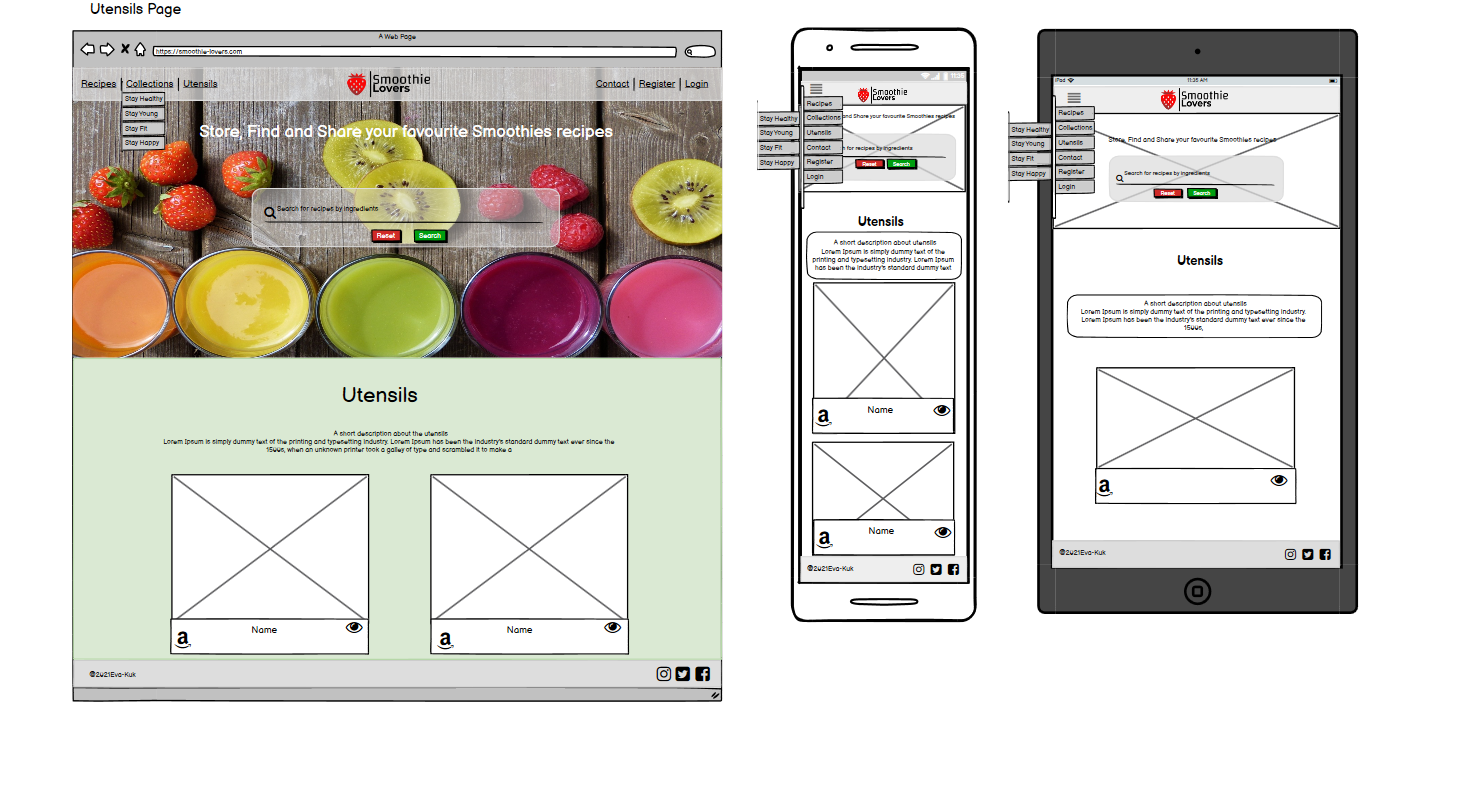 Utensils Page
A Web Page
https://smoothie-lovers.com
Recipes | Collections | Utensils
Smoothie
Lovers
Contact | Register | Login
Stay Healthy
Stay Young
Stay Fit
Stay Happy
Store, Find and Share your favourite Smoothies recipes
Search for recipes by ingredients
Reset Search
Utensils
A short description about the utensils
Lorem Ipsum is simply dummy text of the printing and typesetting industry. Lorem Ipsum has been the industry's standard dummy text ever since the
1500s, when an unknown printer took a galley of type and scrambled it to make a
a Name
a Name
©2021Eva-Kuk
11:35
Smoothie
Lovers
Recipes
Collections
Utensils
Contact
Register
Login
Stay Healthy
Stay Young
Stay Fit
Stay Happy
and Share your favourite Smoothies recipes
for recipes by ingredients
Reset Search
Utensils
A short description about utensils
Lorem Ipsum is simply dummy text of the
printing and typesetting industry. Lorem Ipsum
has been the industry's standard dummy text
a Name
a Name
©2021Eva-Kuk
iPad 11:35 AM
Smoothie
Lovers
Recipes
Collections
Utensils
Contact
Register
Login
Stay Healthy
Stay Young
Stay Fit
Stay Happy
Store, Find and Share your favourite Smoothies recipes
Search for recipes by ingredients
Reset Search
Utensils
A short description about utensils
Lorem Ipsum is simply dummy text of the printing and typesetting industry.
Lorem Ipsum has been the industry's standard dummy text ever since the
1500s,
a
©2021Eva-Kuk